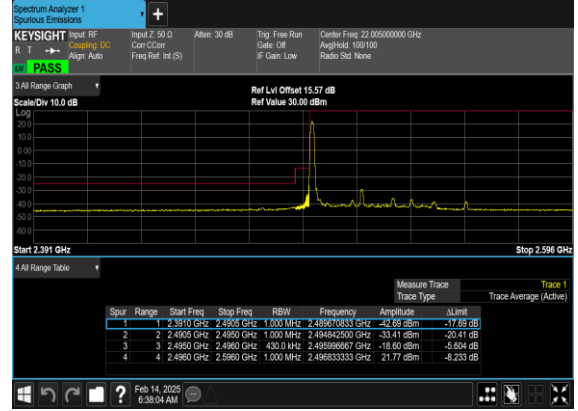 Spectrum Analyzer 1
Spurious Emissions
KEYSIGHT Input: RF Input Z: 50 Ω Atten: 30 dB Trig: Free Run Center Freq: 22.005000000 GHz
R T Coupling: DC Corr CCorr Gate: Off Avg|Hold: 100/100
Align: Auto Freq Ref: Int (S) IF Gain: Low Radio Std: None
PASS
3 All Range Graph
Ref Lvl Offset 15.57 dB
Scale/Div 10.0 dB Ref Value 30.00 dBm
Log
20.0
10.0
0.00
-10.0
-20.0
-30.0
-40.0
-50.0
-60.0
Start 2.391 GHz Stop 2.596 GHz
4 All Range Table
Measure Trace Trace 1
Trace Type Trace Average (Active)
Spur Range Start Freq Stop Freq RBW Frequency Amplitude ΔLimit
1 1 2.3910 GHz 2.4905 GHz 1.000 MHz 2.489670833 GHz -42.69 dBm -17.69 dB
2 2 2.4905 GHz 2.4950 GHz 1.000 MHz 2.494842500 GHz -33.41 dBm -20.41 dB
3 3 2.4950 GHz 2.4960 GHz 430.0 kHz 2.495996667 GHz -18.60 dBm -5.604 dB
4 4 2.4960 GHz 2.5960 GHz 1.000 MHz 2.496833333 GHz 21.77 dBm -8.233 dB
? Feb 14, 2025
6:38:04 AM